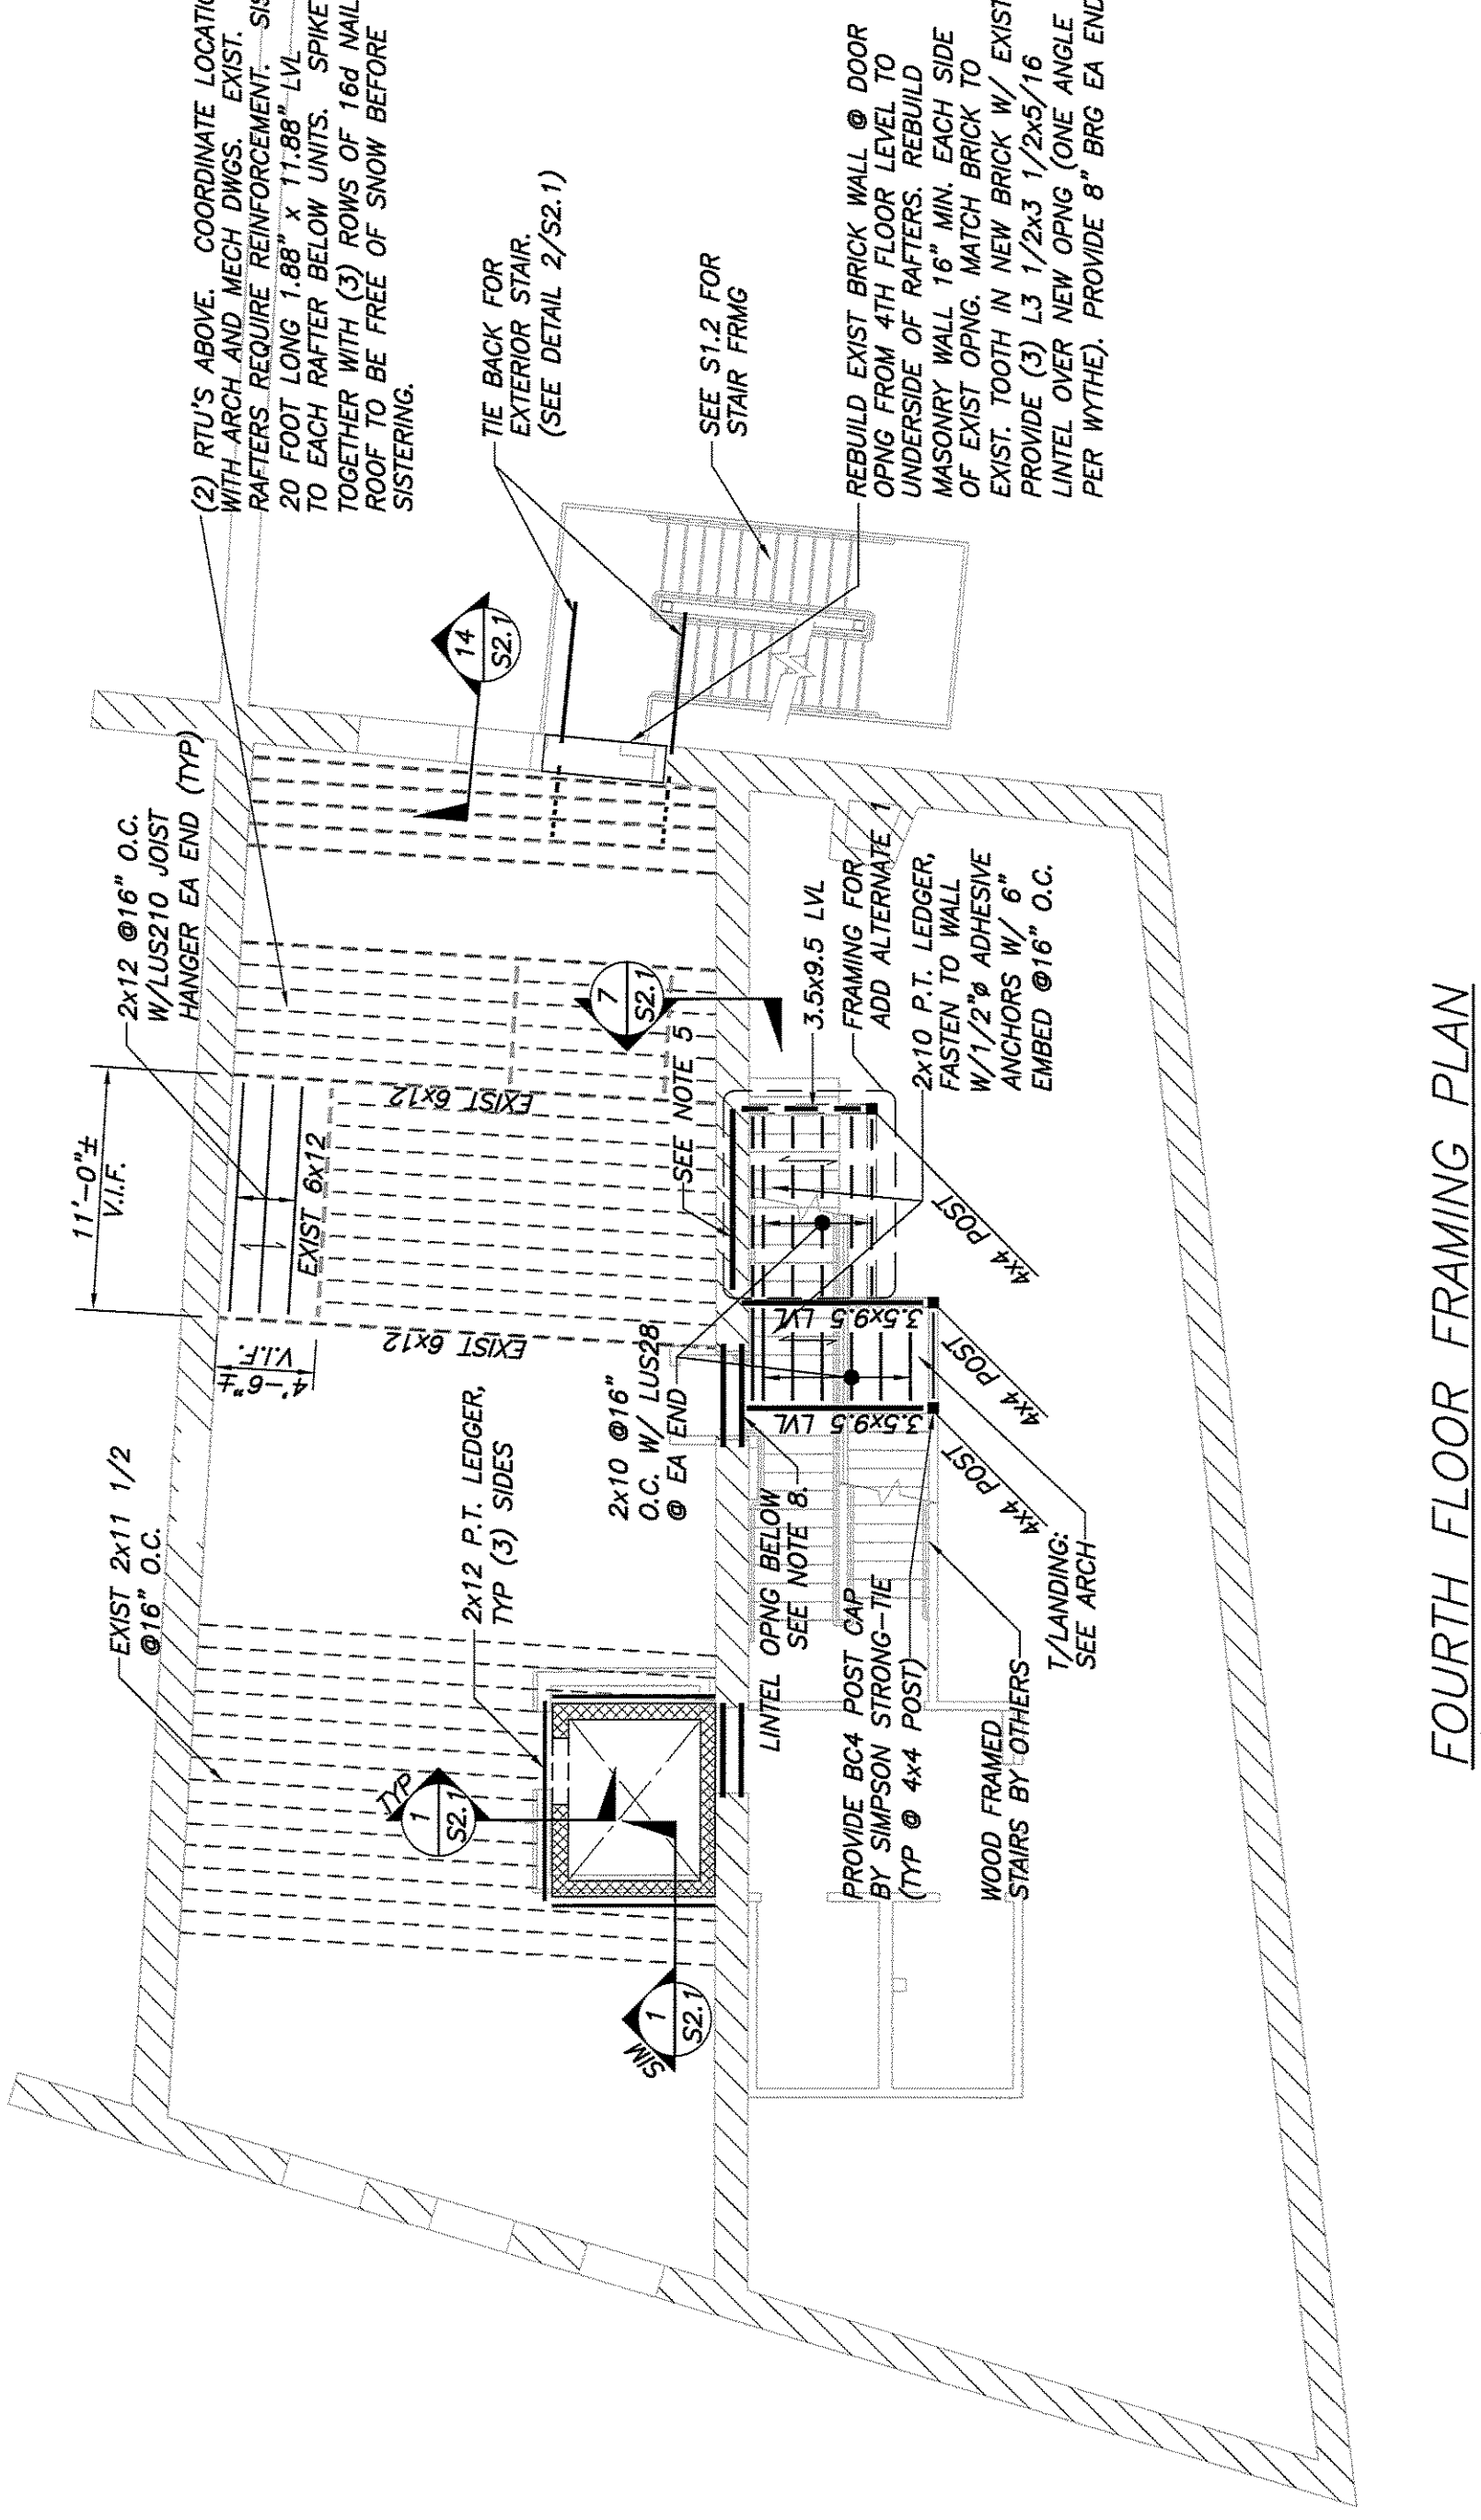 (2) RTU'S ABOVE. COORDINATE
WITH ARCH AND MECH DWGS. EXIST.
RAFTERS REQUIRE REINFORCEMENT.
20 FOOT LONG 1.88" x 11.88" LVL
TO EACH RAFTER BELOW UNITS. SPIKE
TOGETHER WITH (3) ROWS OF 16d
ROOF TO BE FREE OF SNOW BEFORE
SISTERING.
TIE BACK FOR
EXTERIOR STAIR.
(SEE DETAIL 2/S2.1)
SEE S1.2 FOR
STAIR FRMG
REBUILD EXIST BRICK WALL @ DOOR
OPNG FROM 4TH FLOOR LEVEL TO
UNDERSIDE OF RAFTERS. REBUILD
MASONRY WALL 16" MIN. EACH SIDE
OF EXIST OPNG. MATCH BRICK TO
EXIST. TOOTH IN NEW BRICK W/ EXIST
PROVIDE (3) L3 1/2x3 1/2x5/16
LINTEL OVER NEW OPNG (ONE ANGLE
PER WYTHE). PROVIDE 8" BRG EA END
14
S2.1
2x12 @16" O.C.
W/LUS210 JOIST
HANGER EA END (TYP)
11'-0"±
V.I.F.
4'-6"±
V.I.F.
EXIST 6x12
EXIST 6x12
EXIST 6x12
EXIST 2x11 1/2
@16" O.C.
2x12 P.T. LEDGER,
TYP (3) SIDES
7
S2.1
SEE NOTE 5
3.5x9.5 LVL
FRAMING FOR
ADD ALTERNATE 1
2x10 P.T. LEDGER,
FASTEN TO WALL
W/1/2"ø ADHESIVE
ANCHORS W/ 6"
EMBED @16" O.C.
2x10 @16"
O.C. W/ LUS28
@ EA END
3.5x9.5 LVL
3.5x9.5 LVL
4x4 POST
4x4 POST
4x4 POST
LINTEL OPNG BELOW
SEE NOTE 8.
PROVIDE BC4 POST CAP
BY SIMPSON STRONG-TIE
(TYP @ 4x4 POST)
WOOD FRAMED
STAIRS BY OTHERS
T/LANDING:
SEE ARCH
TYP
1
S2.1
SIM
1
S2.1
FOURTH FLOOR FRAMING PLAN